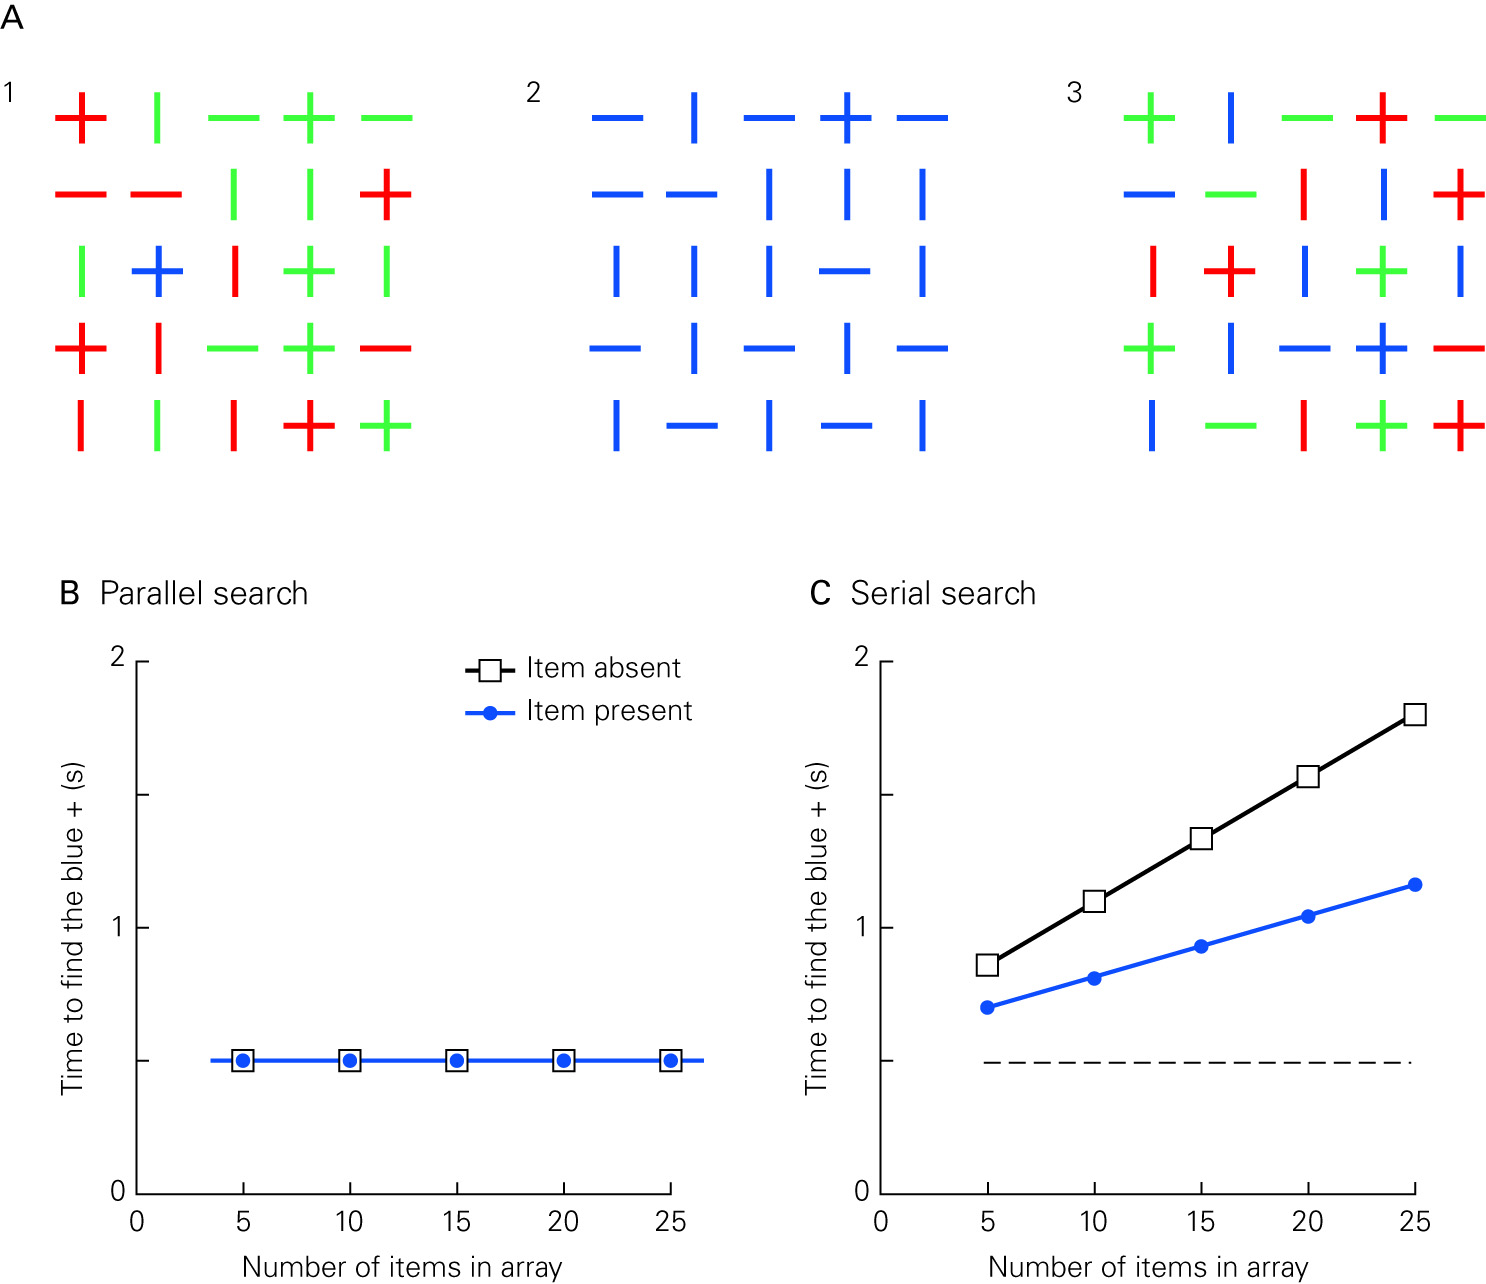 A
1
2
3
B Parallel search
C Serial search
2
1
0
Time to find the blue + (s)
Item absent
Item present
0 5 10 15 20 25
Number of items in array
2
1
0
Time to find the blue + (s)
0 5 10 15 20 25
Number of items in array